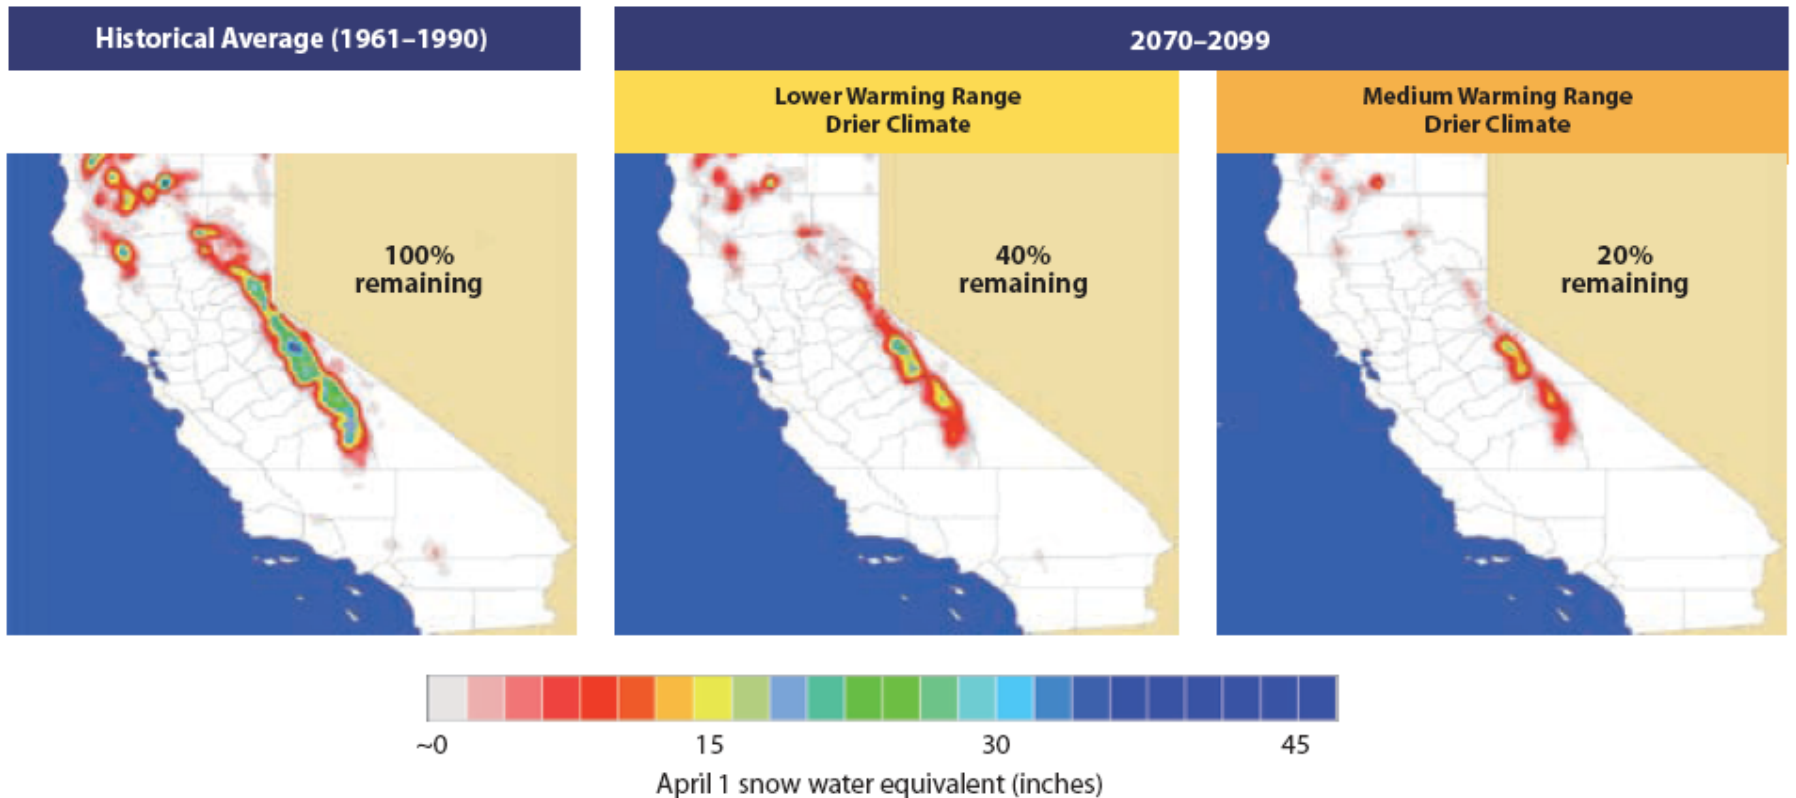 Historical Average (1961–1990)
2070–2099
Lower Warming Range
Drier Climate
Medium Warming Range
Drier Climate
100%
remaining
40%
remaining
20%
remaining
~0
15
30
45
April 1 snow water equivalent (inches)